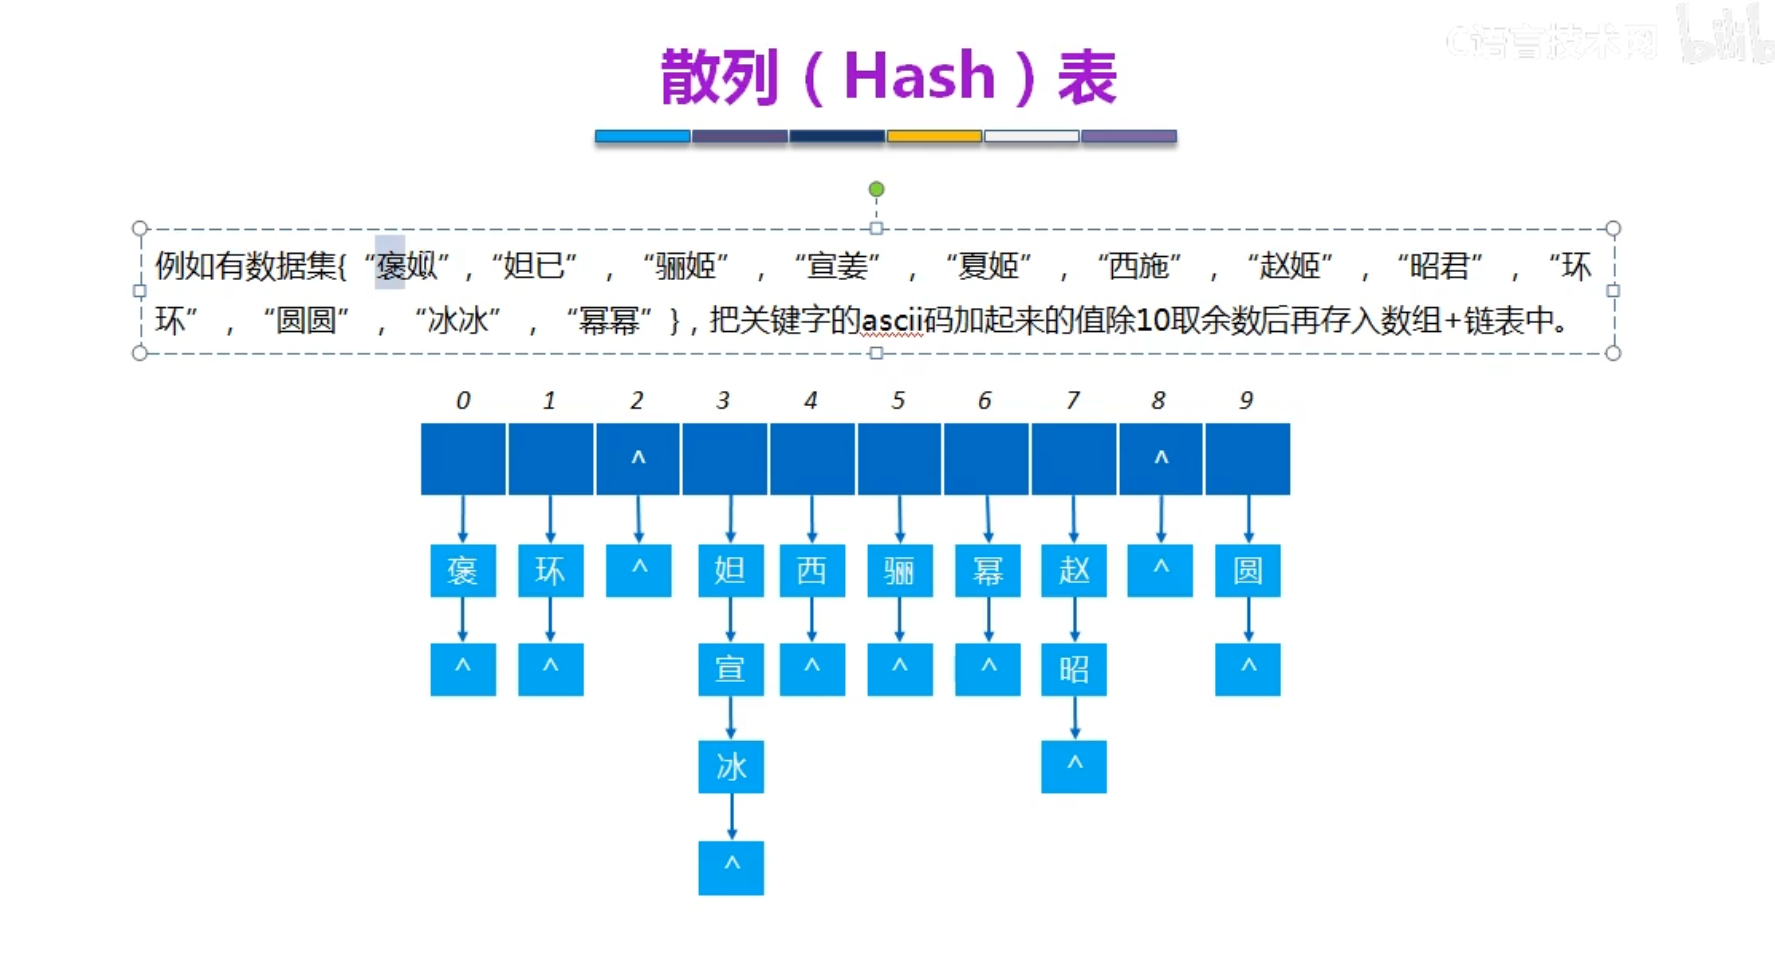 C语言技术网 bilib
散列（Hash）表
例如有数据集{“褒姒”,“妲已”，“骊姬”，“宣姜”，“夏姬”，“西施”，“赵姬”，“昭君”，“环
环”，“圆圆”，“冰冰”，“幂幂”}，把关键字的ascii码加起来的值除10取余数后再存入数组+链表中。
0 1 2 3 4 5 6 7 8 9
^ ^
褒 环 ^ 妲 西 骊 幂 赵 ^ 圆
^ ^ 宣 ^ ^ ^ 昭 ^
冰 ^
^